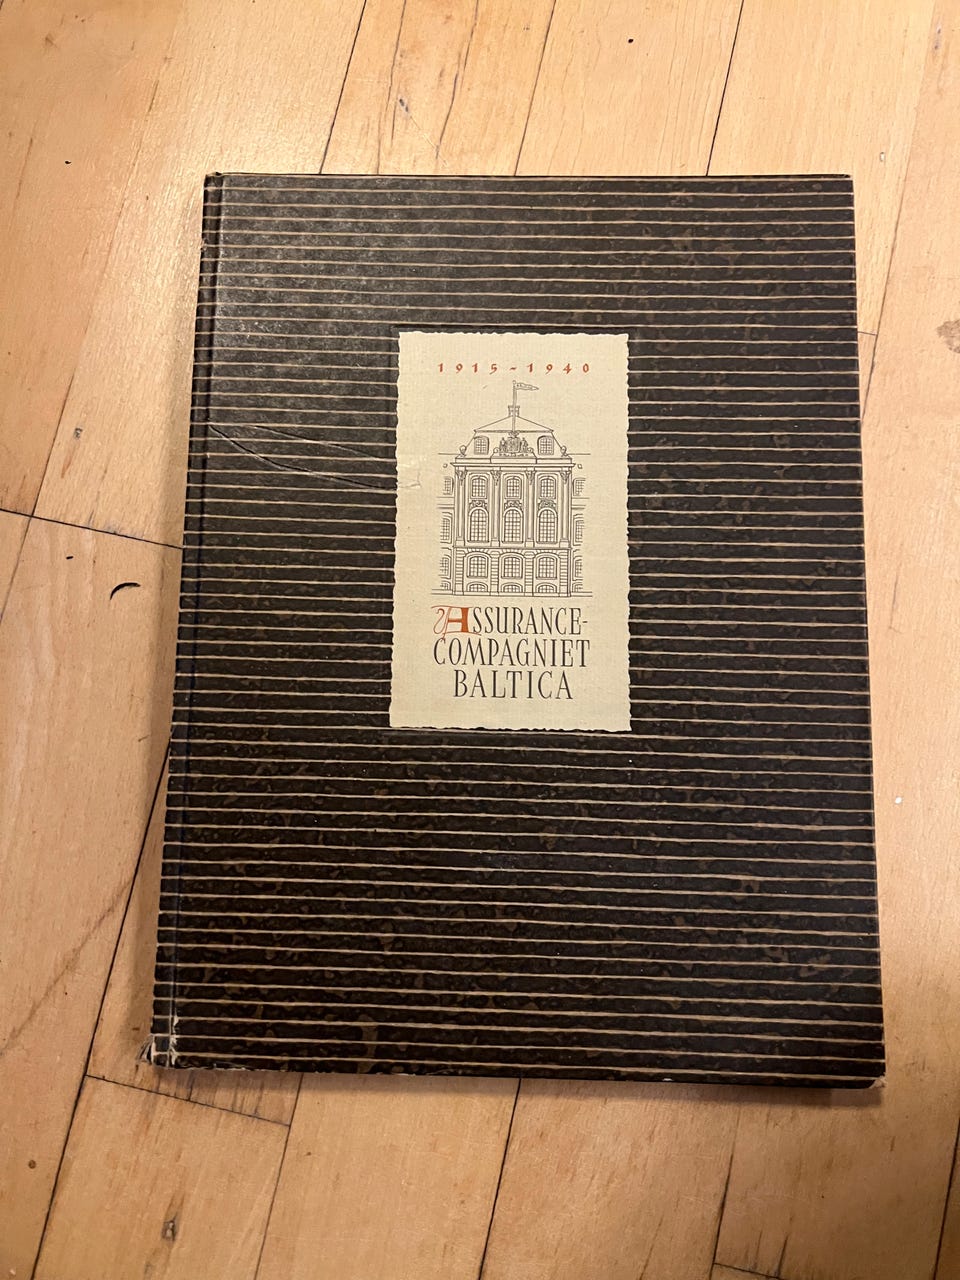 1915-1940
ASSURANCE-
COMPAGNIET
BALTICA